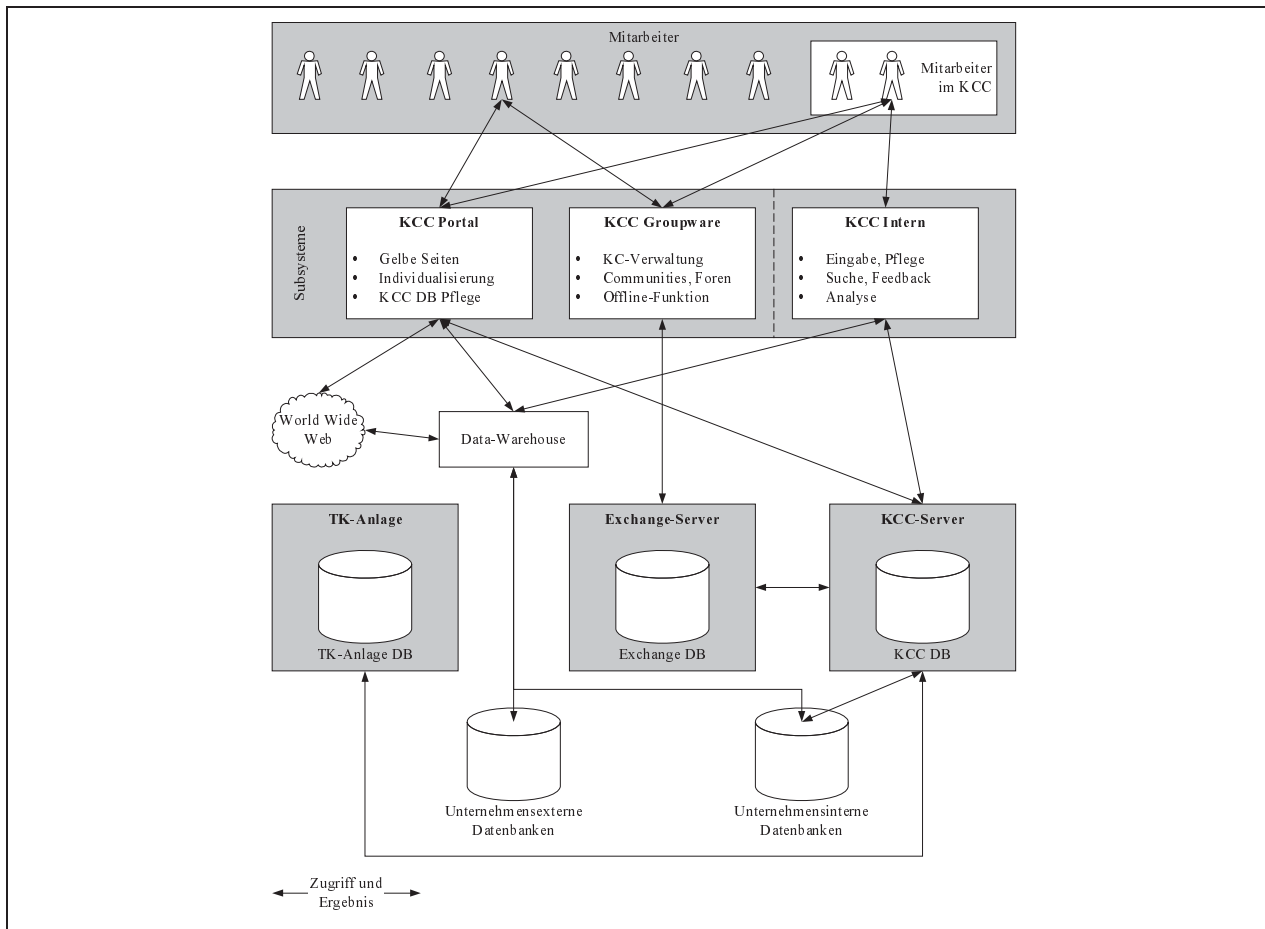 Mitarbeiter
Mitarbeiter
im KCC
Subsysteme
KCC Portal
• Gelbe Seiten
• Individualisierung
• KCC DB Pflege
KCC Groupware
• KC-Verwaltung
• Communities, Foren
• Offline-Funktion
KCC Intern
• Eingabe, Pflege
• Suche, Feedback
• Analyse
World Wide
Web
Data-Warehouse
TK-Anlage
TK-Anlage DB
Exchange-Server
Exchange DB
KCC-Server
KCC DB
Unternehmensexterne
Datenbanken
Unternehmensinterne
Datenbanken
Zugriff und
Ergebnis